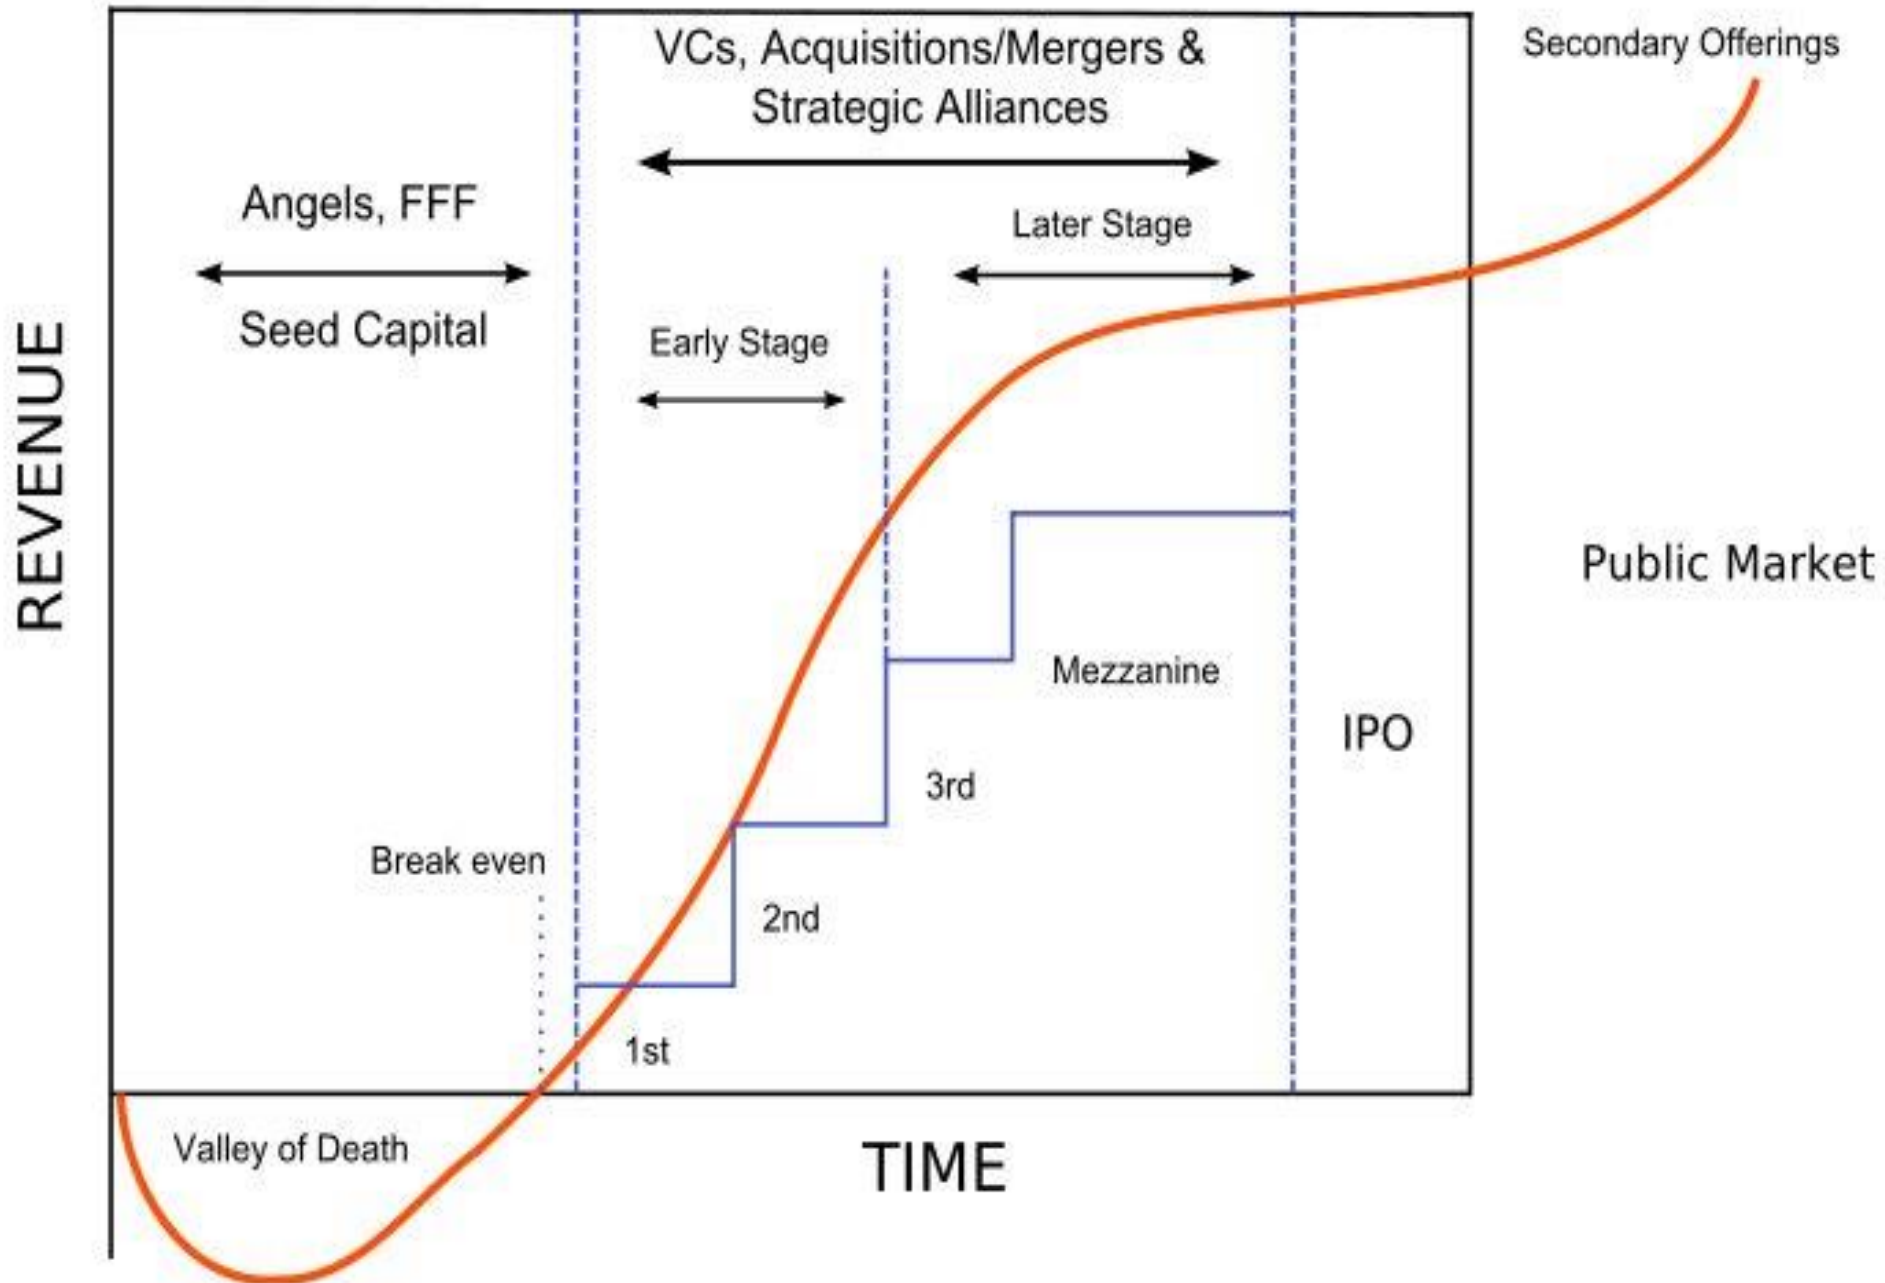 VCs, Acquisitions/Mergers &
Strategic Alliances
Secondary Offerings
Angels, FFF
Seed Capital
Later Stage
Early Stage
REVENUE
Public Market
Mezzanine
IPO
3rd
Break even
2nd
1st
Valley of Death
TIME